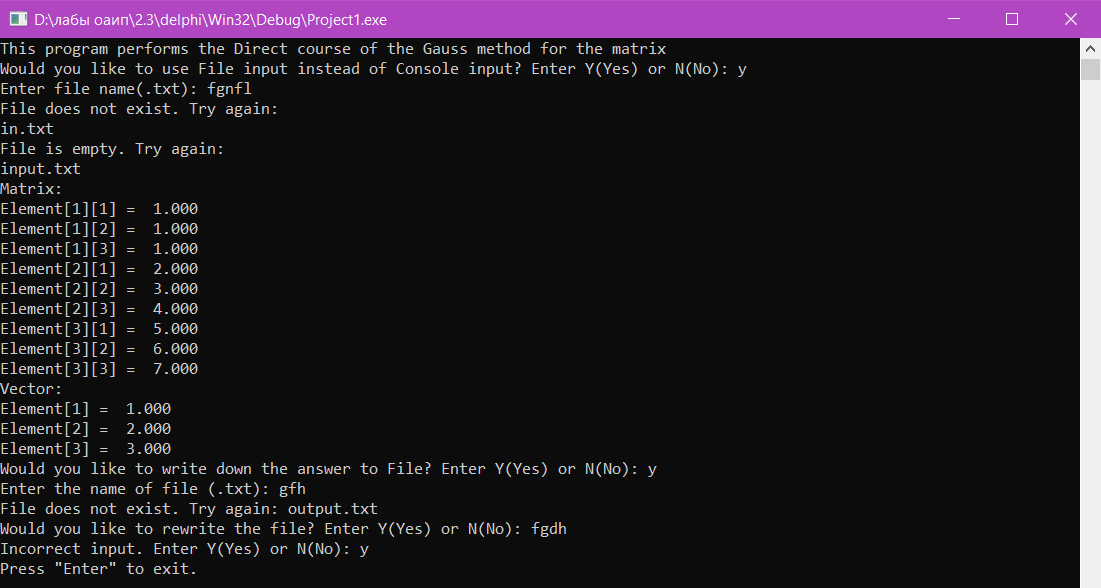 D:\лабы оаип\2.3\delphi\Win32\Debug\Project1.exe
This program performs the Direct course of the Gauss method for the matrix
Would you like to use File input instead of Console input? Enter Y(Yes) or N(No): y
Enter file name(.txt): fgnfl
File does not exist. Try again:
in.txt
File is empty. Try again:
input.txt
Matrix:
Element[1][1] =  1.000
Element[1][2] =  1.000
Element[1][3] =  1.000
Element[2][1] =  2.000
Element[2][2] =  3.000
Element[2][3] =  4.000
Element[3][1] =  5.000
Element[3][2] =  6.000
Element[3][3] =  7.000
Vector:
Element[1] =  1.000
Element[2] =  2.000
Element[3] =  3.000
Would you like to write down the answer to File? Enter Y(Yes) or N(No): y
Enter the name of file (.txt): gfh
File does not exist. Try again: output.txt
Would you like to rewrite the file? Enter Y(Yes) or N(No): fgdh
Incorrect input. Enter Y(Yes) or N(No): y
Press "Enter" to exit.